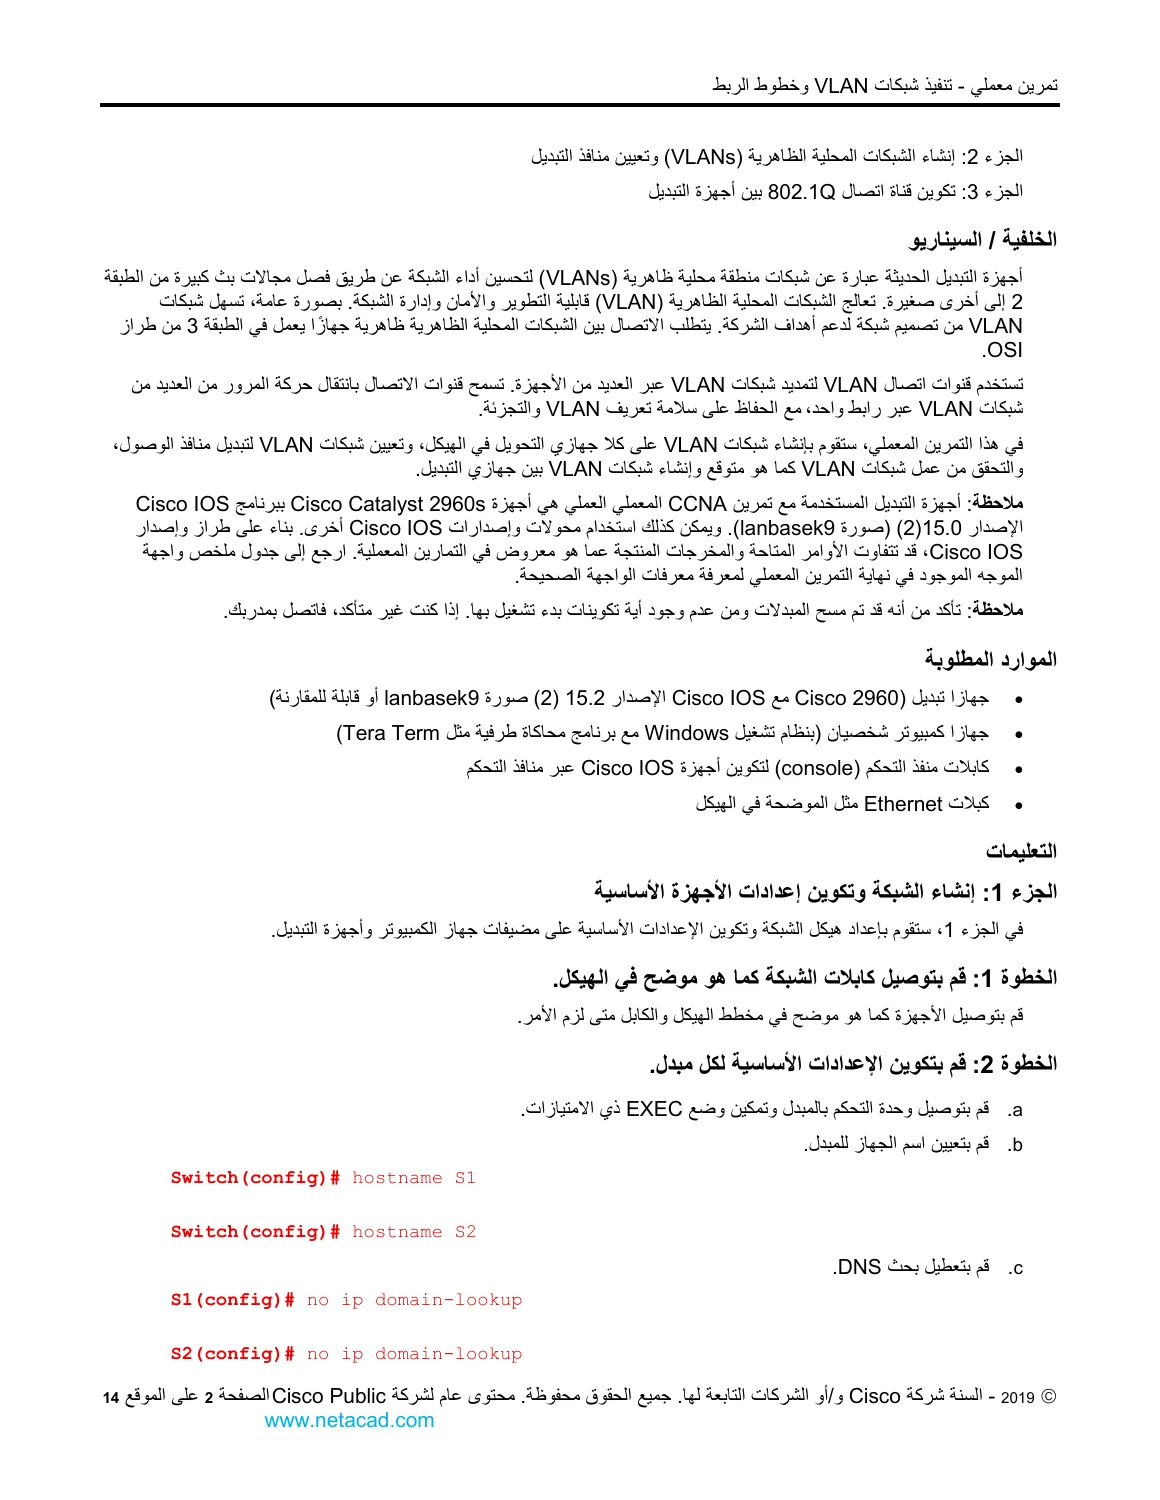 تمرين معملي - تنفيذ شبكات VLAN وخطوط الربط
الجزء 2: إنشاء الشبكات المحلية الظاهرية (VLANs) وتعيين منافذ التبديل
الجزء 3: تكوين قناة اتصال 802.1Q بين أجهزة التبديل
الخلفية / السيناريو
أجهزة التبديل الحديثة عبارة عن شبكات منطقة محلية ظاهرية (VLANs) لتحسين أداء الشبكة عن طريق فصل مجالات بث كبيرة من الطبقة
2 إلى أخرى صغيرة. تعالج الشبكات المحلية الظاهرية (VLAN) قابلية التطوير والأمان وإدارة الشبكة. بصورة عامة، تسهل شبكات
VLAN من تصميم شبكة لدعم أهداف الشركة. يتطلب الاتصال بين الشبكات المحلية الظاهرية ظاهرية جهازًا يعمل في الطبقة 3 من طراز
OSI.
تستخدم قنوات اتصال VLAN لتمديد شبكات VLAN عبر العديد من الأجهزة. تسمح قنوات الاتصال بانتقال حركة المرور من العديد من
شبكات VLAN عبر رابط واحد، مع الحفاظ على سلامة تعريف VLAN والتجزئة.
في هذا التمرين المعملي، ستقوم بإنشاء شبكات VLAN على كلا جهازي التحويل في الهيكل، وتعيين شبكات VLAN لتبديل منافذ الوصول،
والتحقق من عمل شبكات VLAN كما هو متوقع وإنشاء شبكات VLAN بين جهازي التبديل.
ملاحظة: أجهزة التبديل المستخدمة مع تمرين CCNA المعملي العملي هي أجهزة Cisco Catalyst 2960s ببرنامج Cisco IOS
الإصدار 15.0(2) (صورة lanbasek9). ويمكن كذلك استخدام محولات وإصدارات Cisco IOS أخرى. بناء على طراز وإصدار
Cisco IOS، قد تتفاوت الأوامر المتاحة والمخرجات المنتجة عما هو معروض في التمارين المعملية. ارجع إلى جدول ملخص واجهة
الموجه الموجود في نهاية التمرين المعملي لمعرفة معرفات الواجهة الصحيحة.
ملاحظة: تأكد من أنه قد تم مسح المبدلات ومن عدم وجود أية تكوينات بدء تشغيل بها. إذا كنت غير متأكد، فاتصل بمدربك.
الموارد المطلوبة
• جهازا تبديل (Cisco 2960 مع Cisco IOS الإصدار 15.2 (2) صورة lanbasek9 أو قابلة للمقارنة)
• جهازا كمبيوتر شخصيان (بنظام تشغيل Windows مع برنامج محاكاة طرفية مثل Tera Term)
• كابلات منفذ التحكم (console) لتكوين أجهزة Cisco IOS عبر منافذ التحكم
• كبلات Ethernet مثل الموضحة في الهيكل
التعليمات
الجزء 1: إنشاء الشبكة وتكوين إعدادات الأجهزة الأساسية
في الجزء 1، ستقوم بإعداد هيكل الشبكة وتكوين الإعدادات الأساسية على مضيفات جهاز الكمبيوتر وأجهزة التبديل.
الخطوة 1: قم بتوصيل كابلات الشبكة كما هو موضح في الهيكل.
قم بتوصيل الأجهزة كما هو موضح في مخطط الهيكل والكابل متى لزم الأمر.
الخطوة 2: قم بتكوين الإعدادات الأساسية لكل مبدل.
a. قم بتوصيل وحدة التحكم بالمبدل وتمكين وضع EXEC ذي الامتيازات.
b. قم بتعيين اسم الجهاز للمبدل.
Switch(config)# hostname S1
Switch(config)# hostname S2
c. قم بتعطيل بحث DNS.
S1(config)# no ip domain-lookup
S2(config)# no ip domain-lookup
© 2019 - السنة شركة Cisco و/أو الشركات التابعة لها. جميع الحقوق محفوظة. محتوى عام لشركة Cisco Public الصفحة 2 على الموقع 14
www.netacad.com